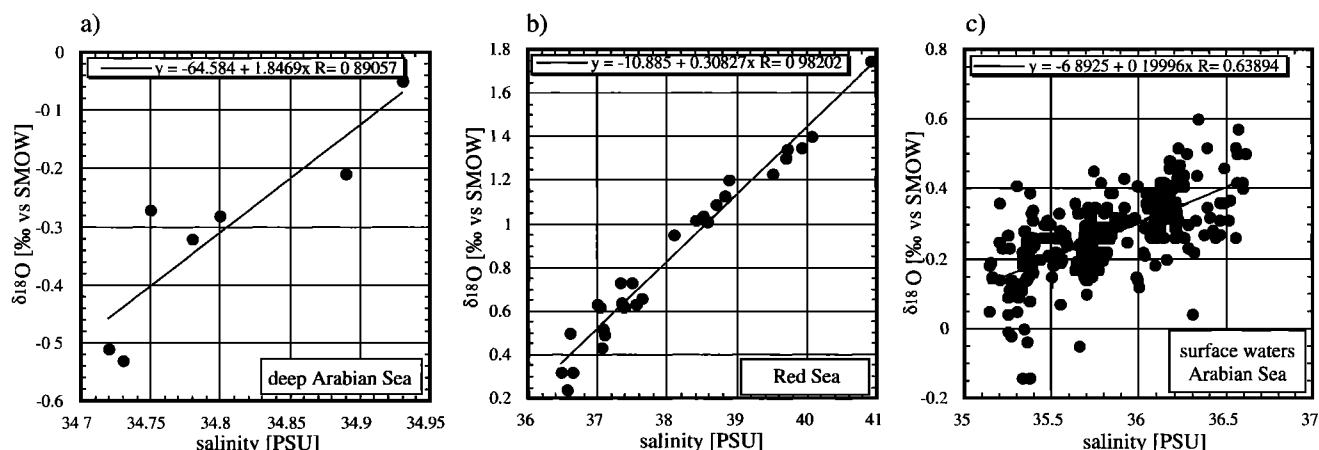 a)
y = -64.584 + 1.8469x R= 0 89057
0
-0 1
-0.2
-0.3
-0.4
-0.5
-0.6
δ18O [‰ vs SMOW]
deep Arabian Sea
34 7 34.75 34.8 34.85 34.9 34.95
salinity [PSU]
b)
y = -10.885 + 0.30827x R= 0 98202
1.8
1.6
1.4
1.2
1
0.8
0.6
0.4
0.2
δ18O [‰ vs SMOW]
Red Sea
36 37 38 39 40 41
salinity [PSU]
c)
y = -6 8925 + 0 19996x R= 0.63894
0.8
0.6
0.4
0.2
0
-0.2
δ18O [‰ vs SMOW]
surface waters
Arabian Sea
35 35.5 36 36.5 37
salinity [PSU]